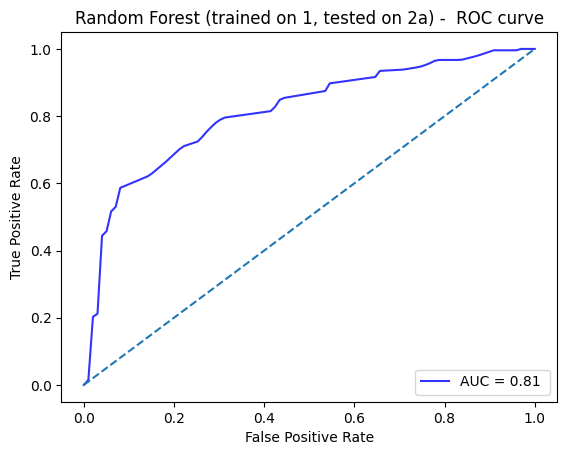 Random Forest (trained on 1, tested on 2a) -  ROC curve
True Positive Rate
1.0
0.8
0.6
0.4
0.2
0.0
AUC = 0.81
0.0 0.2 0.4 0.6 0.8 1.0
False Positive Rate